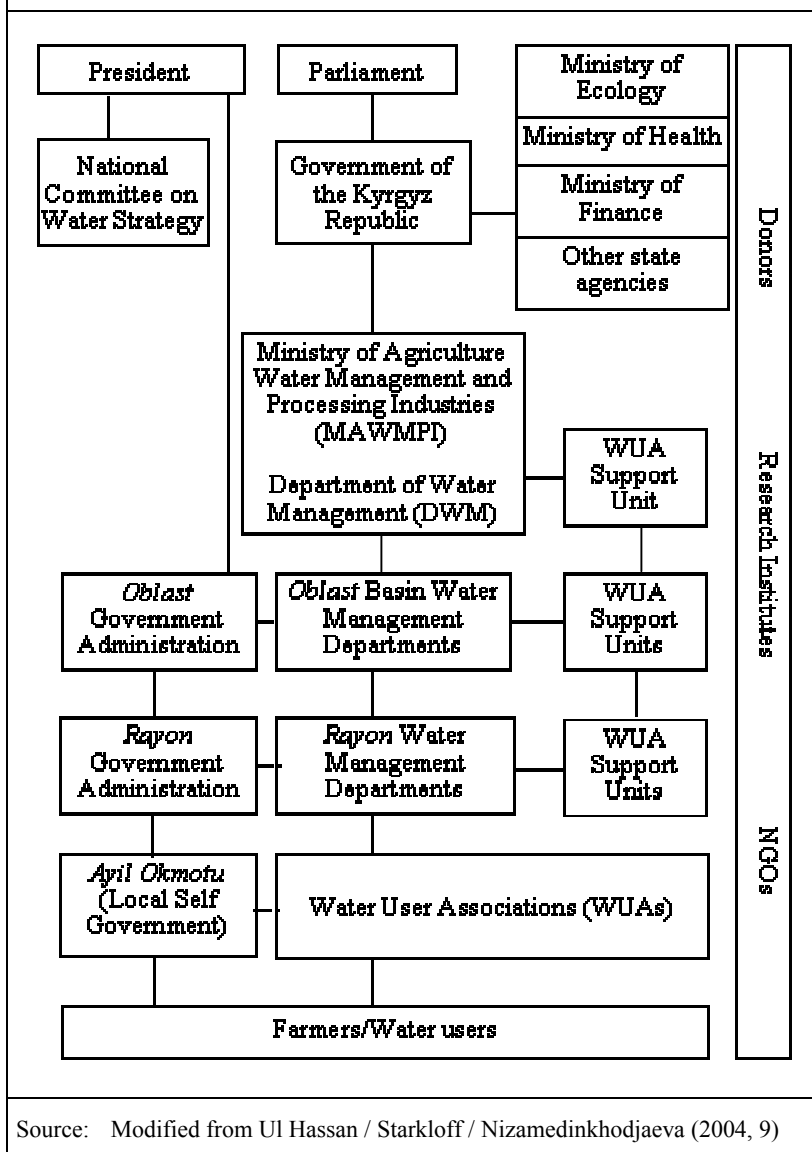 President
Parliament
Ministry of
Ecology
Ministry of Health
Ministry of
Finance
Other state
agencies
National
Committee on
Water Strategy
Government of
the Kyrgyz
Republic
Ministry of Agriculture
Water Management and
Processing Industries
(MAWMPI)
Department of Water
Management (DWM)
WUA
Support
Unit
Oblast
Government
Administration
Oblast Basin Water
Management
Departments
WUA
Support
Units
Rayon
Government
Administration
Rayon Water
Management
Departments
WUA
Support
Units
Ayil Okmotu
(Local Self
Government)
Water User Associations (WUAs)
Farmers/Water users
Donors
Research Institutes
NGOs
Source: Modified from Ul Hassan / Starkloff / Nizamedinkhodjaeva (2004, 9)